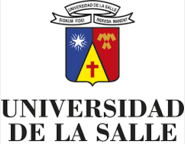 UNIVERSIDAD DE LA SALLE
SIGNUM FIDEI
INDIVISA MANENT
UNIVERSIDAD
DE LA SALLE